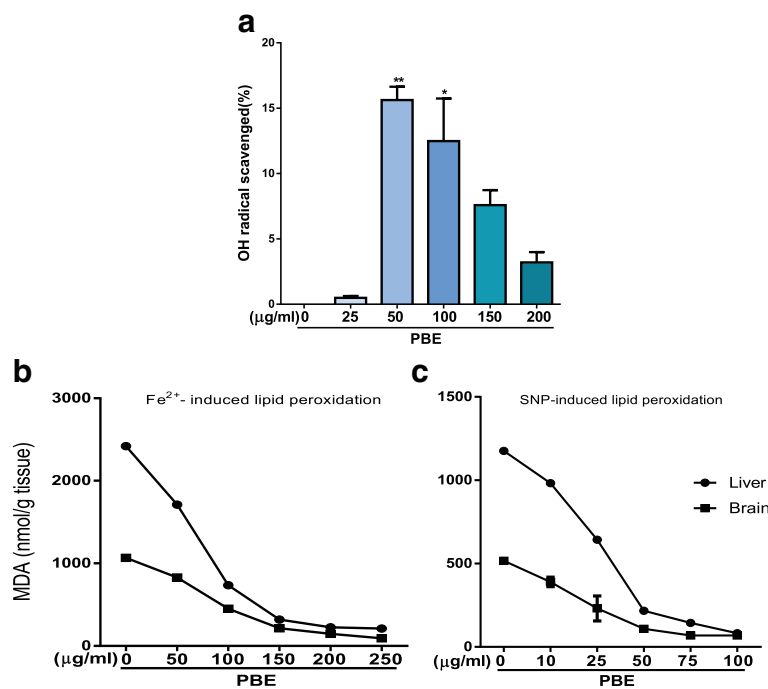 a
OH radical scavenged(%)
20
15
10
5
0
**
*
(µg/ml) 0 25 50 100 150 200
PBE
b
Fe²⁺- induced lipid peroxidation
MDA (nmol/g tissue)
3000
2000
1000
0
(µg/ml) 0 50 100 150 200 250
PBE
c
SNP-induced lipid peroxidation
1500
1000
500
0
Liver
Brain
(µg/ml) 0 10 25 50 75 100
PBE